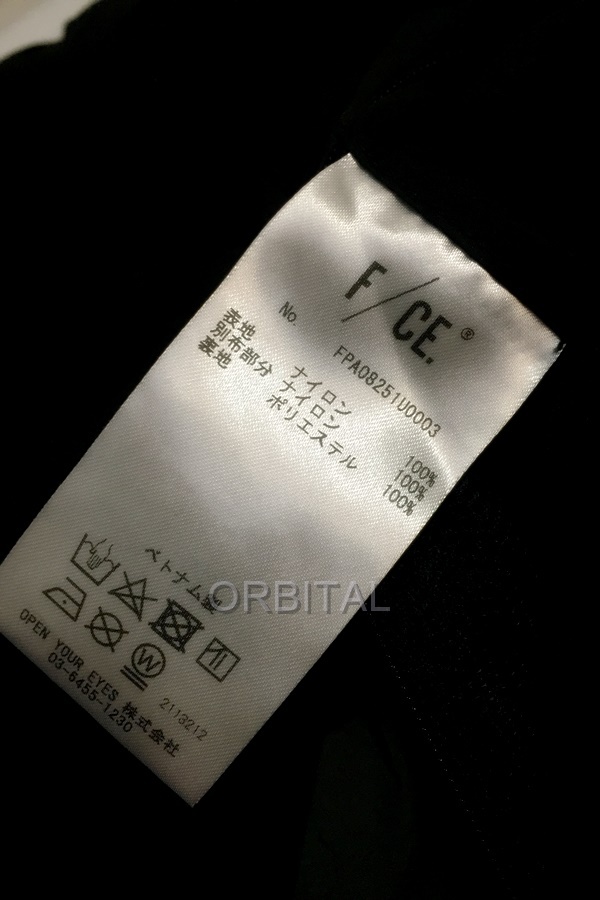 F/CE.®
No. FPA08251U0003
表地 ナイロン 100%
別布部分 ナイロン 100%
裏地 ポリエステル 100%
ベトナム製
W
OPEN YOUR EYES 株式会社
03-6455-1230
2113212
ORBITAL